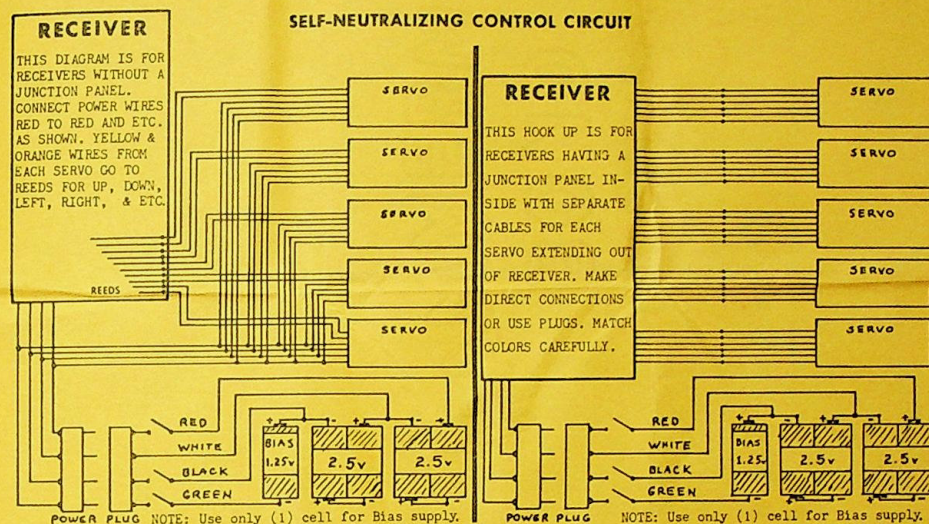 SELF-NEUTRALIZING CONTROL CIRCUIT
RECEIVER
THIS DIAGRAM IS FOR
RECEIVERS WITHOUT A
JUNCTION PANEL.
CONNECT POWER WIRES
RED TO RED AND ETC.
AS SHOWN. YELLOW &
ORANGE WIRES FROM
EACH SERVO GO TO
REEDS FOR UP, DOWN,
LEFT, RIGHT, & ETC.
REEDS
SERVO
SERVO
SERVO
SERVO
SERVO
RED
WHITE
BLACK
GREEN
+
-
+
-
+
BIAS
1.25v
2.5v
2.5v
-
+
-
+
-
POWER PLUG
NOTE: Use only (1) cell for Bias supply.
RECEIVER
THIS HOOK UP IS FOR
RECEIVERS HAVING A
JUNCTION PANEL IN-
SIDE WITH SEPARATE
CABLES FOR EACH
SERVO EXTENDING OUT
OF RECEIVER. MAKE
DIRECT CONNECTIONS
OR USE PLUGS. MATCH
COLORS CAREFULLY.
SERVO
SERVO
SERVO
SERVO
SERVO
RED
WHITE
BLACK
GREEN
+
-
+
-
+
BIAS
1.25v
2.5v
2.5v
-
+
-
+
-
POWER PLUG
NOTE: Use only (1) cell for Bias supply.